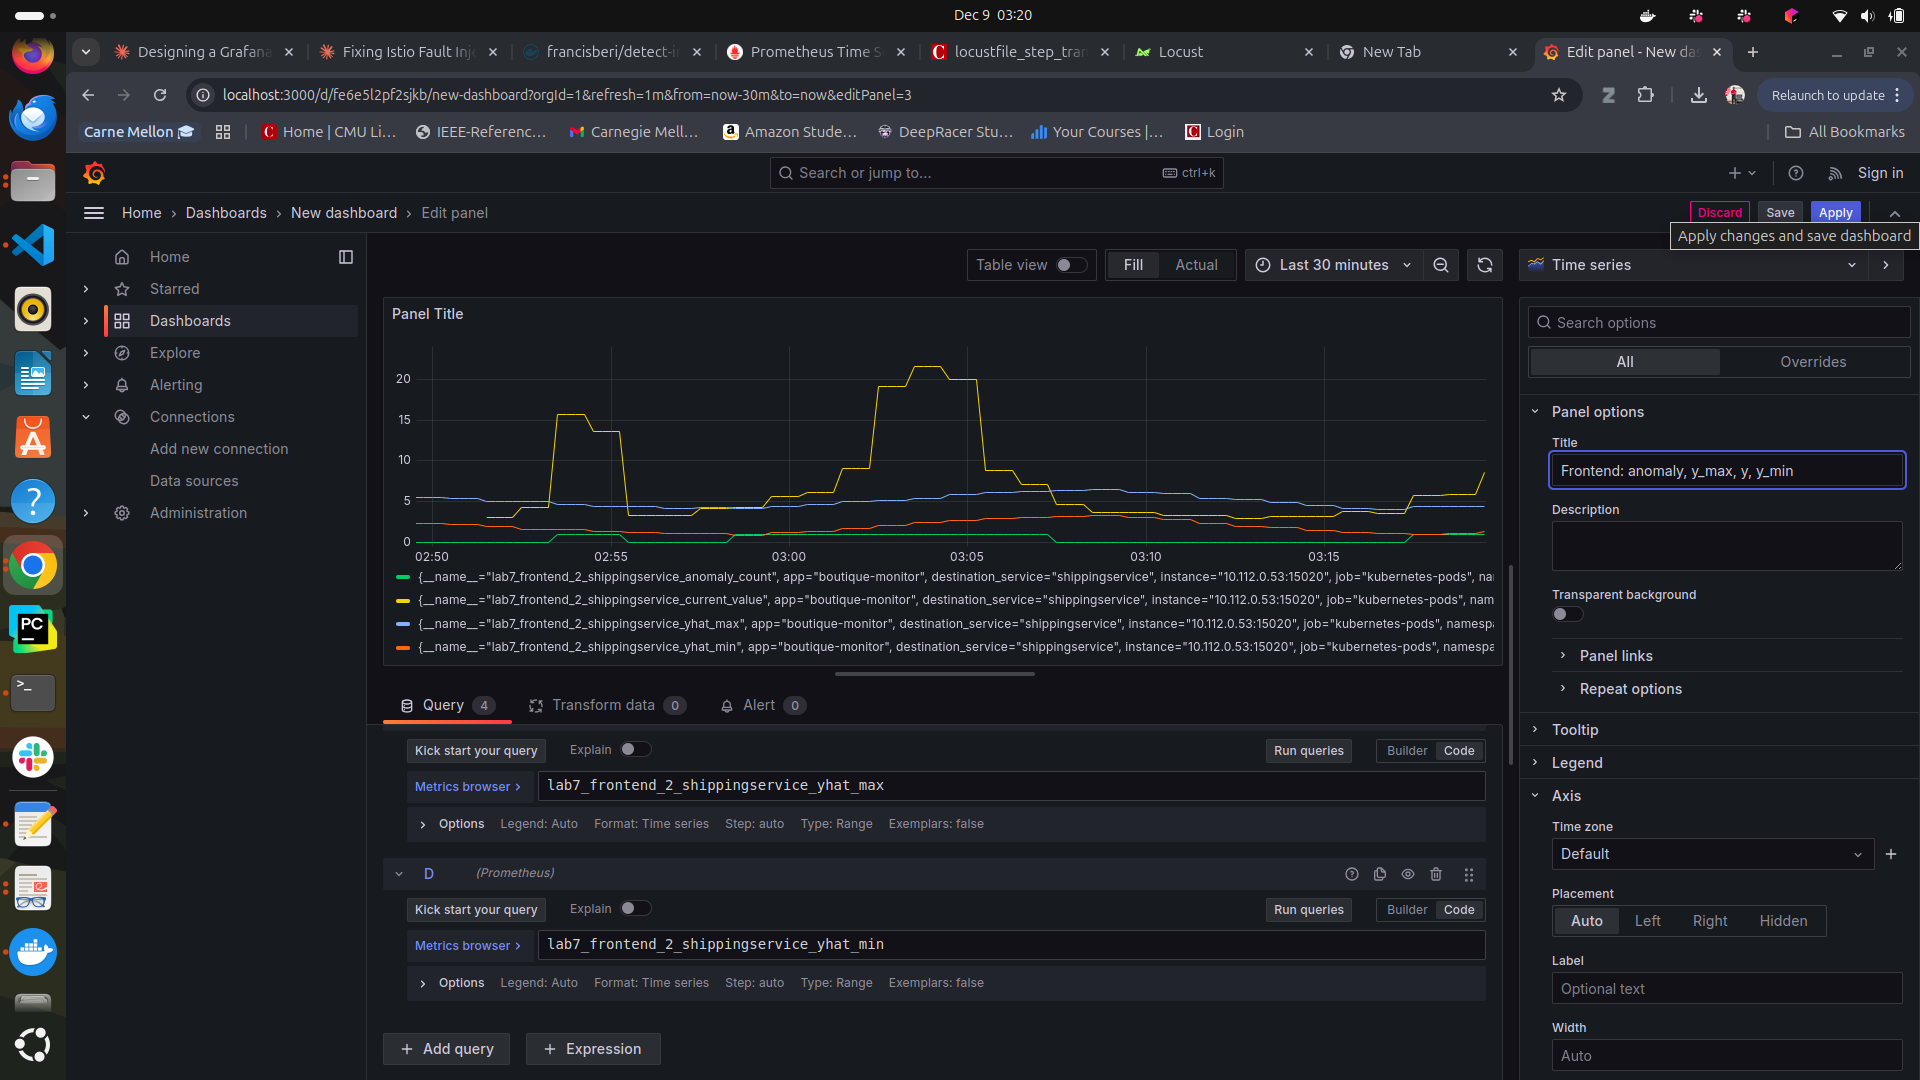 Dec 9 03:20
Designing a Grafana
Fixing Istio Fault Inje
francisberi/detect-i
Prometheus Time S
locustfile_step_tran
Locust
New Tab
Edit panel - New das
localhost:3000/d/fe6e5l2pf2sjkb/new-dashboard?orgId=1&refresh=1m&from=now-30m&to=now&editPanel=3
Relaunch to update
Carne Mellon
Home | CMU Li...
IEEE-Referenc...
Carnegie Mell...
Amazon Stude...
DeepRacer Stu...
Your Courses |...
Login
All Bookmarks
Search or jump to...
ctrl+k
Sign in
Home › Dashboards › New dashboard › Edit panel
Discard
Save
Apply
Apply changes and save dashboard
Home
Starred
Dashboards
Explore
Alerting
Connections
Add new connection
Data sources
Administration
Table view
Fill
Actual
Last 30 minutes
Time series
Panel Title
20
15
10
5
0
02:50 02:55 03:00 03:05 03:10 03:15
{__name__="lab7_frontend_2_shippingservice_anomaly_count", app="boutique-monitor", destination_service="shippingservice", instance="10.112.0.53:15020", job="kubernetes-pods", na
{__name__="lab7_frontend_2_shippingservice_current_value", app="boutique-monitor", destination_service="shippingservice", instance="10.112.0.53:15020", job="kubernetes-pods", name
{__name__="lab7_frontend_2_shippingservice_yhat_max", app="boutique-monitor", destination_service="shippingservice", instance="10.112.0.53:15020", job="kubernetes-pods", namespa
{__name__="lab7_frontend_2_shippingservice_yhat_min", app="boutique-monitor", destination_service="shippingservice", instance="10.112.0.53:15020", job="kubernetes-pods", namespa
Query 4
Transform data 0
Alert 0
Kick start your query
Explain
Run queries
Builder
Code
Metrics browser ›
lab7_frontend_2_shippingservice_yhat_max
Options Legend: Auto Format: Time series Step: auto Type: Range Exemplars: false
D (Prometheus)
Kick start your query
Explain
Run queries
Builder
Code
Metrics browser ›
lab7_frontend_2_shippingservice_yhat_min
Options Legend: Auto Format: Time series Step: auto Type: Range Exemplars: false
+ Add query
+ Expression
Search options
All
Overrides
Panel options
Title
Frontend: anomaly, y_max, y, y_min
Description
Transparent background
Panel links
Repeat options
Tooltip
Legend
Axis
Time zone
Default
Placement
Auto
Left
Right
Hidden
Label
Optional text
Width
Auto
PC